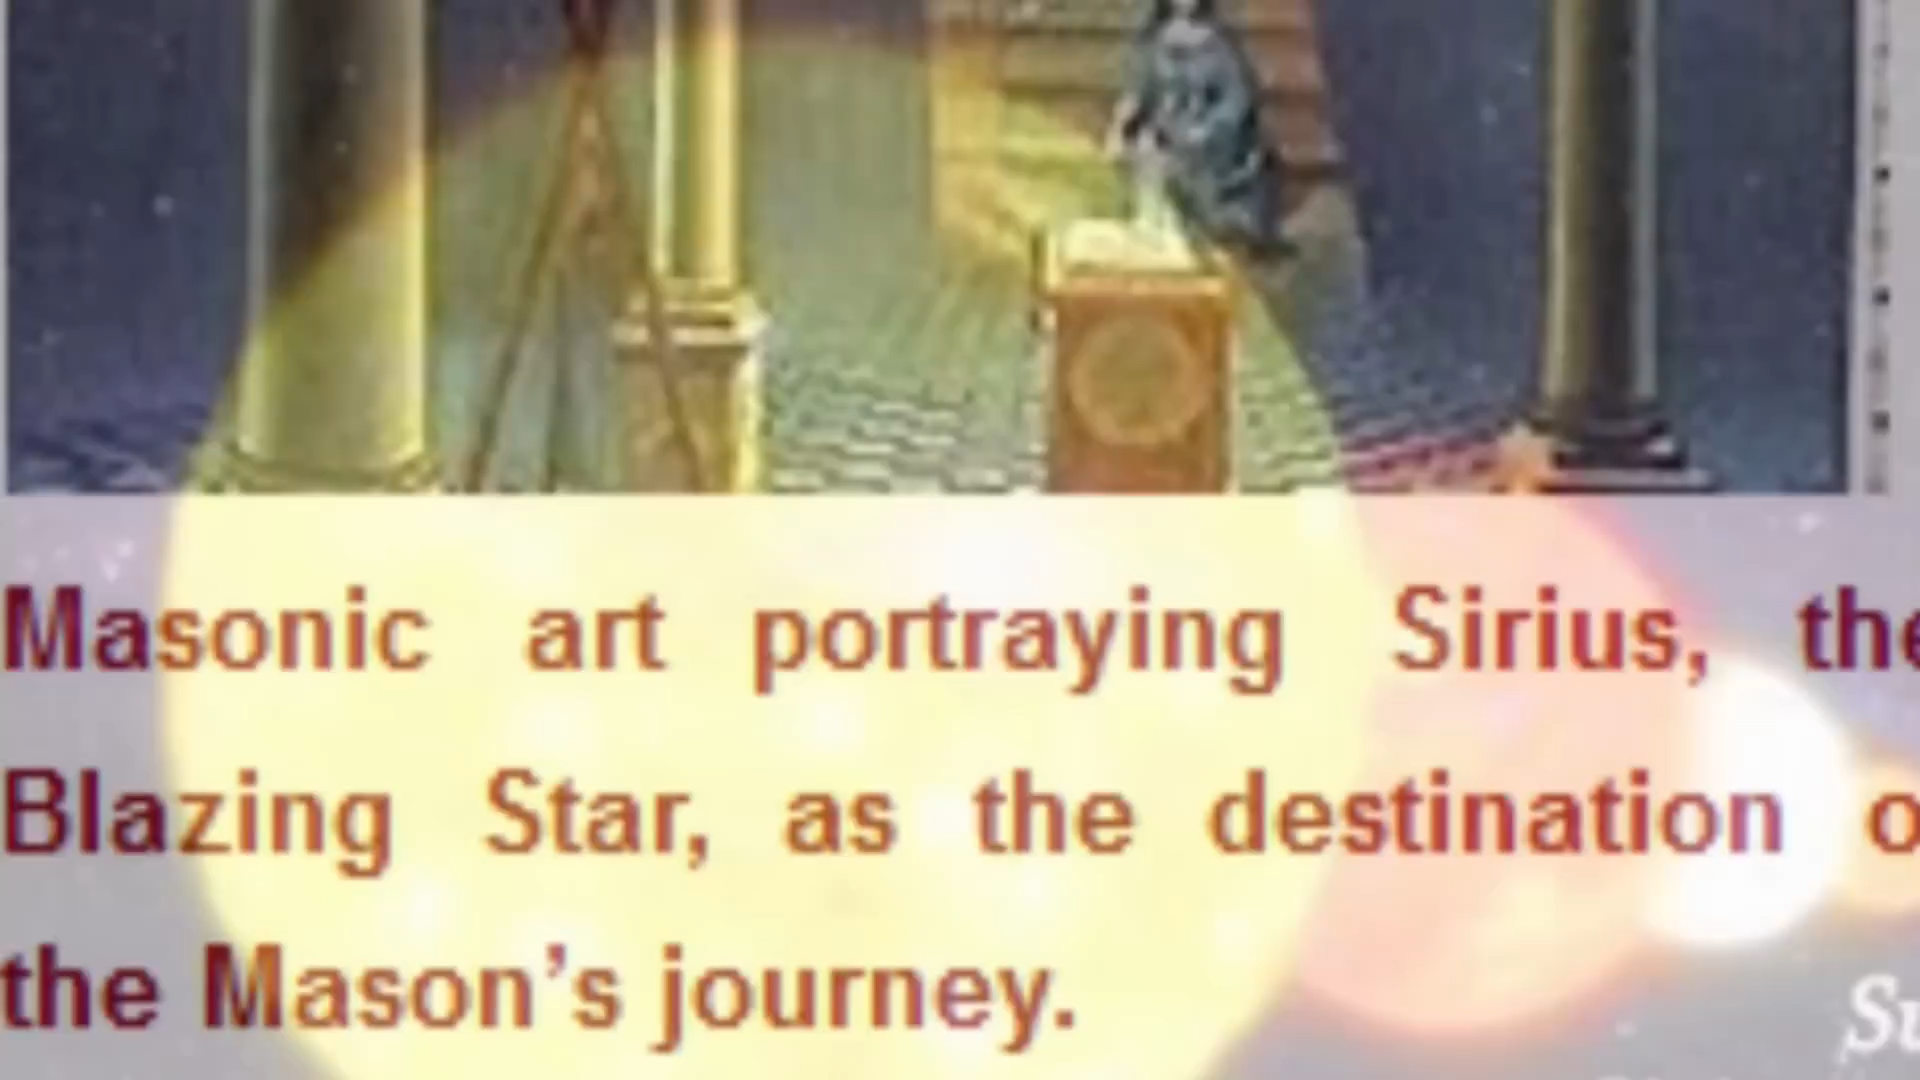 Masonic art portraying Sirius, the
Blazing Star, as the destination
the Mason's journey.